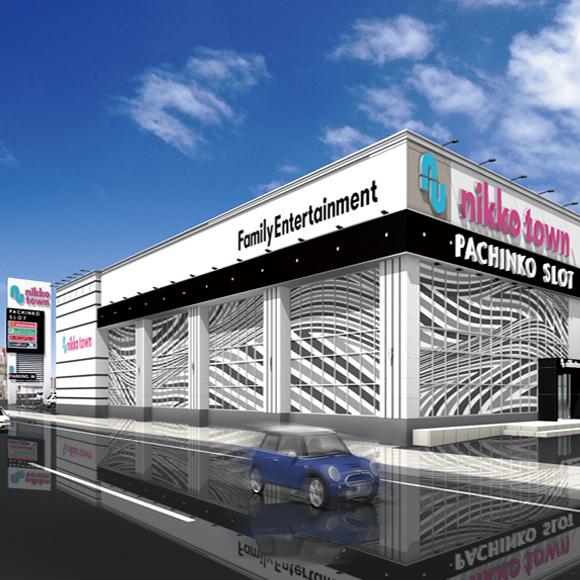 FamilyEntertainment
nikko town
PACHINKO SLOT
nikko
town
PACHINKO
SLOT
nikko town